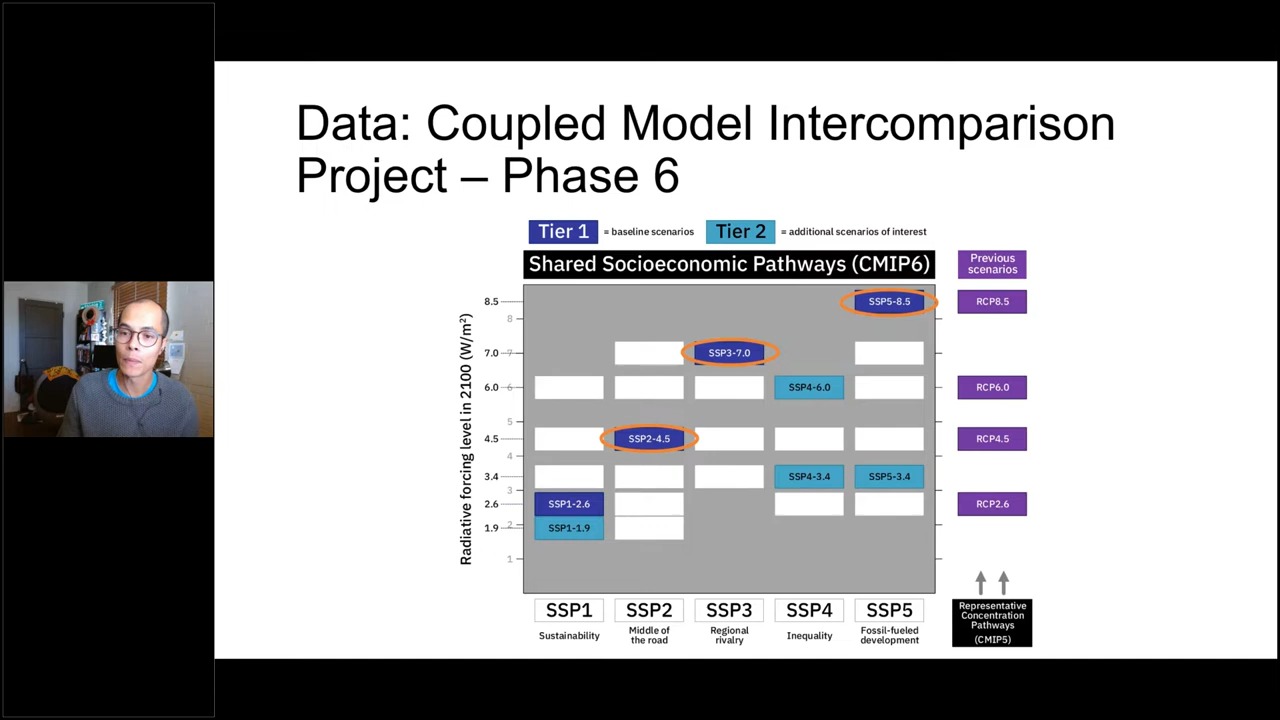 Data: Coupled Model Intercomparison
Project – Phase 6
Tier 1 = baseline scenarios Tier 2 = additional scenarios of interest
Shared Socioeconomic Pathways (CMIP6)
Previous
scenarios
Radiative forcing level in 2100 (W/m²)
8.5 SSP5-8.5 RCP8.5
8
7.0 7 SSP3-7.0
6.0 6 SSP4-6.0 RCP6.0
5
4.5 SSP2-4.5 RCP4.5
4
3.4 SSP4-3.4 SSP5-3.4
3
2.6 SSP1-2.6 RCP2.6
2
1.9 SSP1-1.9
1
SSP1 SSP2 SSP3 SSP4 SSP5
Sustainability
Middle of
the road
Regional
rivalry
Inequality
Fossil-fueled
development
Representative
Concentration
Pathways
(CMIP5)